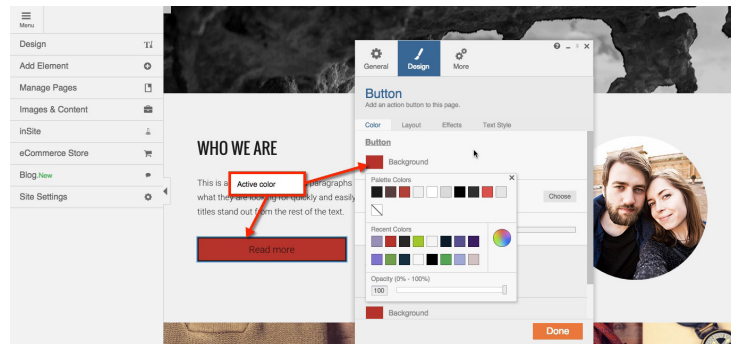 Menu
Design
Add Element
Manage Pages
Images & Content
inSite
eCommerce Store
Blog.New
Site Settings
WHO WE ARE
This is a paragraphs
what they are looking for quickly and easily
titles stand out from the rest of the text.
Active color
Read more
General
Design
More
Button
Add an action button to this page.
Color
Layout
Effects
Text Style
Button
Background
Palette Colors
Choose
Recent Colors
Opacity (0% - 100%)
100
Background
Done